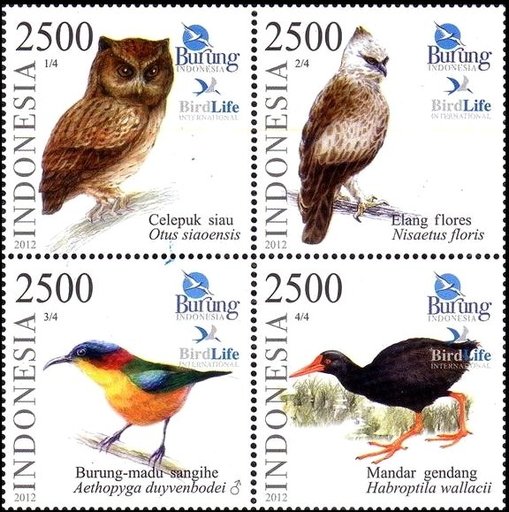 INDONESIA
2500
1/4
Burung
INDONESIA
BirdLife
INTERNATIONAL
Celepuk siau
Otus siaoensis
2012
INDONESIA
2500
2/4
Burung
INDONESIA
BirdLife
INTERNATIONAL
Elang flores
Nisaetus floris
2012
INDONESIA
2500
3/4
Burung
INDONESIA
BirdLife
INTERNATIONAL
Burung-madu sangihe
Aethopyga duyvenbodei ♂
2012
INDONESIA
2500
4/4
Burung
INDONESIA
BirdLife
INTERNATIONAL
Mandar gendang
Habroptila wallacii
2012